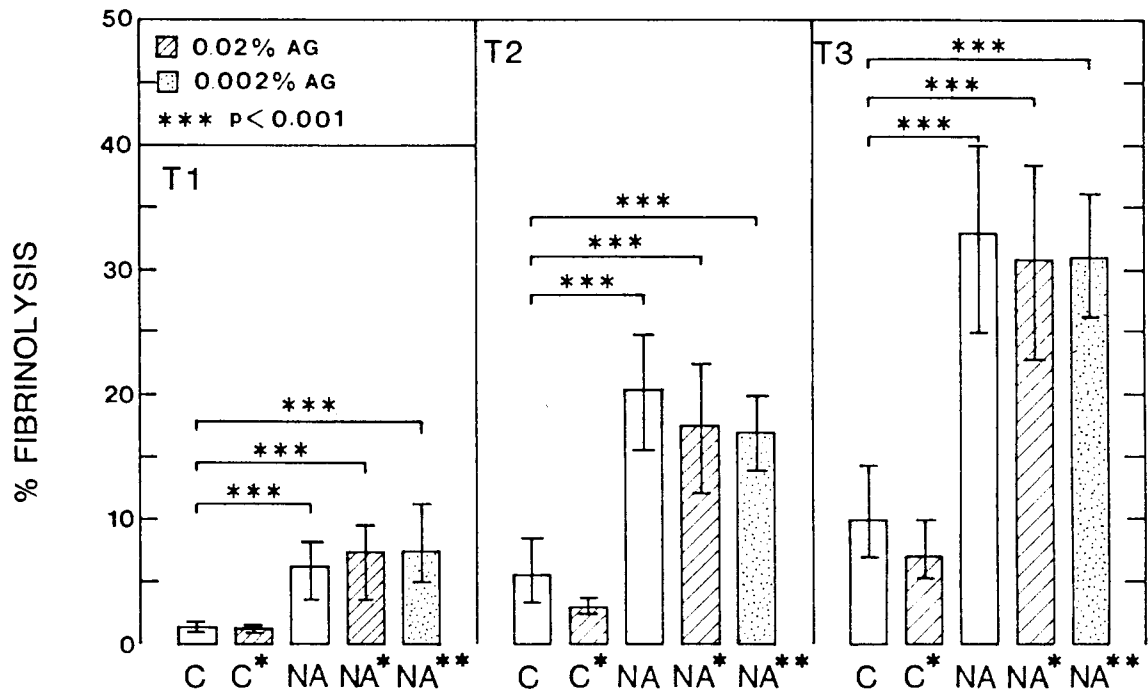 50
0.02% AG
0.002% AG
*** p<0.001
40
30
20
10
0
% FIBRINOLYSIS
T1
***
***
***
C C* NA NA* NA**
T2
***
***
***
C C* NA NA* NA**
T3
***
***
***
C C* NA NA* NA**